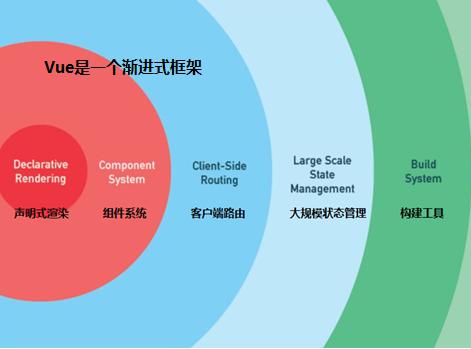 Vue是一个渐进式框架
Declarative
Rendering
声明式渲染
Component
System
组件系统
Client-Side
Routing
客户端路由
Large Scale
State
Management
大规模状态管理
Build
System
构建工具